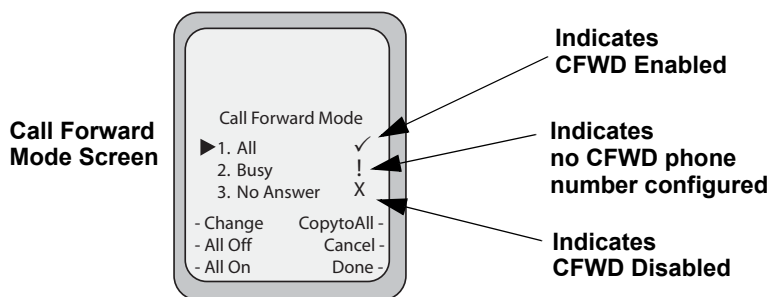 Call Forward
Mode Screen
Call Forward Mode
▶1. All ✓
2. Busy !
3. No Answer X
- Change CopytoAll -
- All Off Cancel -
- All On Done -
Indicates
CFWD Enabled
Indicates
no CFWD phone
number configured
Indicates
CFWD Disabled